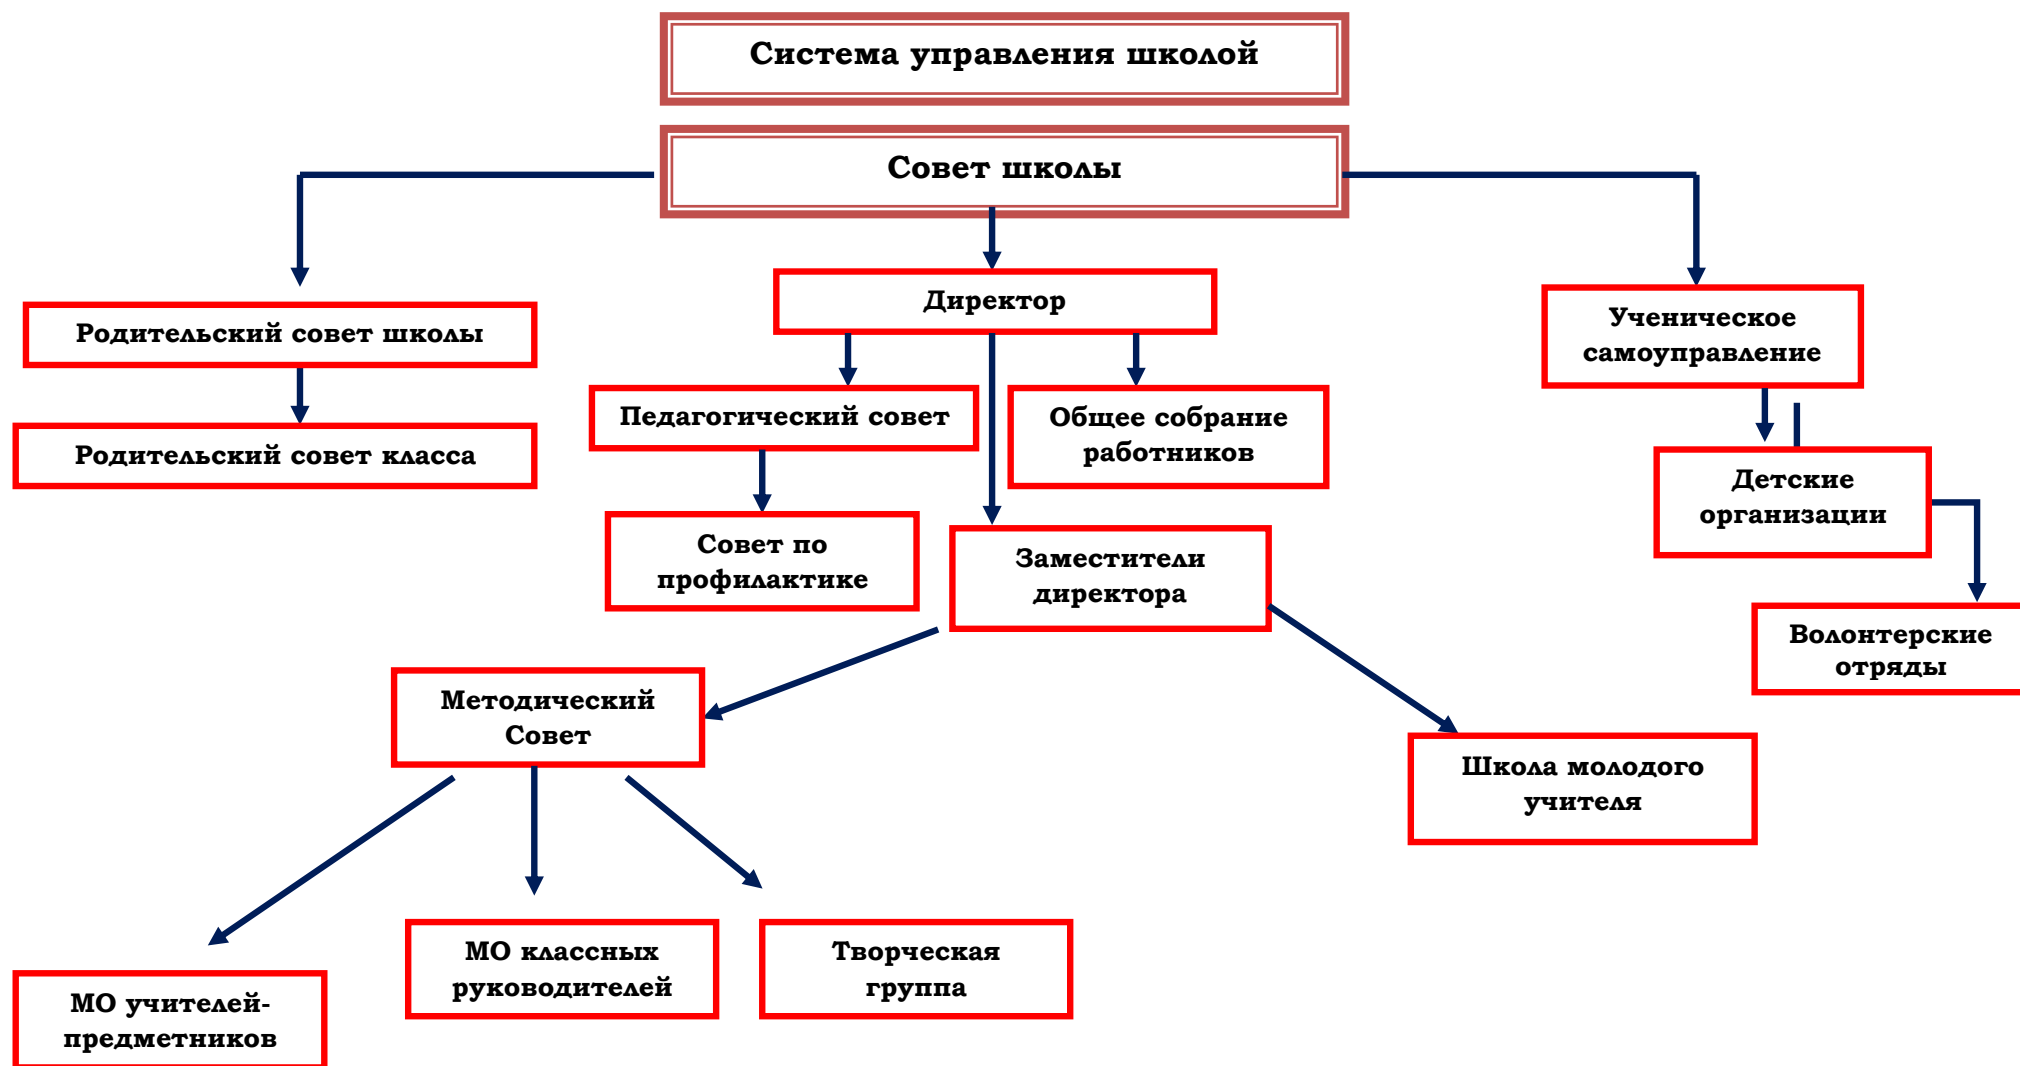 Система управления школой
Совет школы
Директор
Родительский совет школы
Ученическое
самоуправление
Педагогический совет
Общее собрание
работников
Родительский совет класса
Детские
организации
Совет по
профилактике
Заместители
директора
Волонтерские
отряды
Методический
Совет
Школа молодого
учителя
МО классных
руководителей
Творческая
группа
МО учителей-
предметников